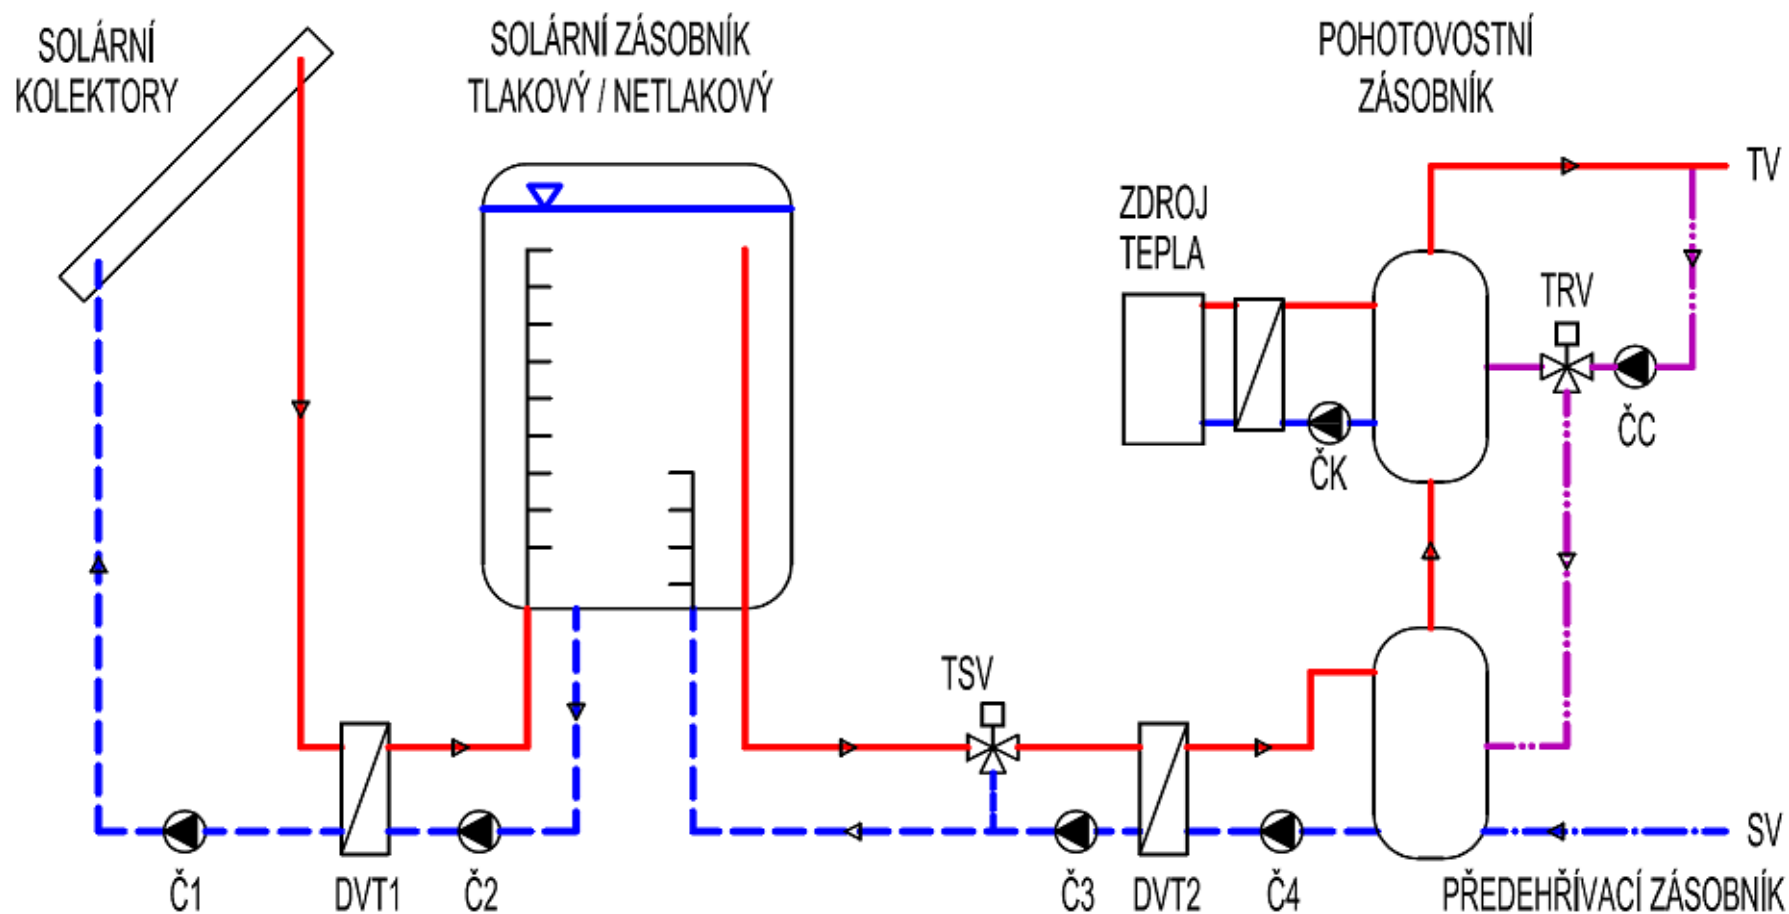 SOLÁRNÍ
KOLEKTORY
SOLÁRNÍ ZÁSOBNÍK
TLAKOVÝ / NETLAKOVÝ
POHOTOVOSTNÍ
ZÁSOBNÍK
TV
ZDROJ
TEPLA
TRV
ČC
ČK
TSV
SV
Č1
DVT1
Č2
Č3
DVT2
Č4
PŘEDEHŘÍVACÍ ZÁSOBNÍK